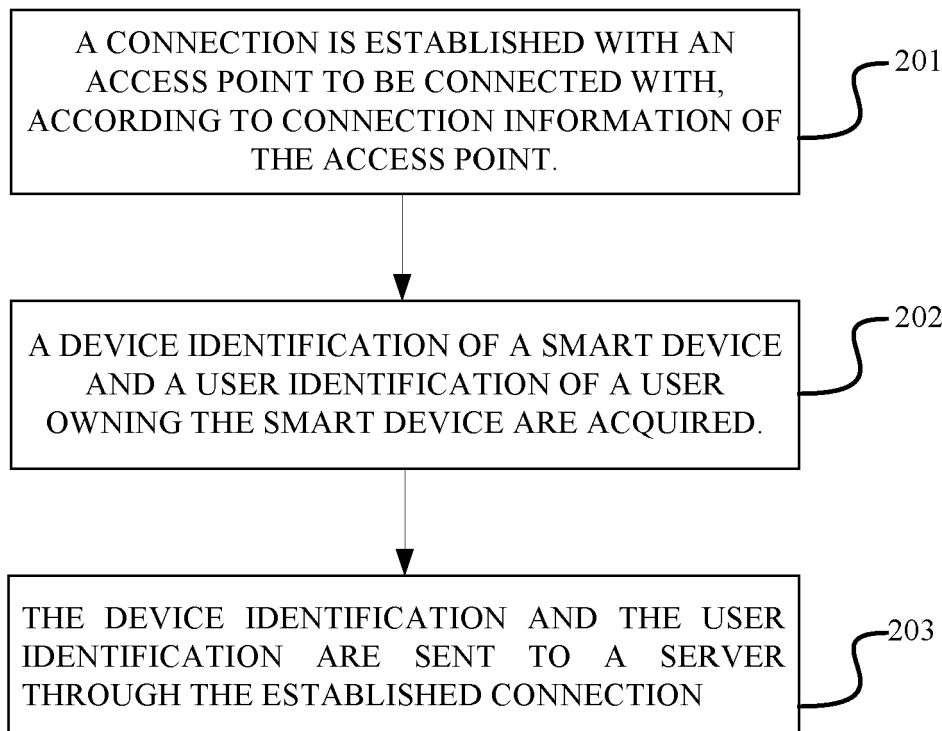 A CONNECTION IS ESTABLISHED WITH AN
ACCESS POINT TO BE CONNECTED WITH,
ACCORDING TO CONNECTION INFORMATION OF
THE ACCESS POINT.
201
A DEVICE IDENTIFICATION OF A SMART DEVICE
AND A USER IDENTIFICATION OF A USER
OWNING THE SMART DEVICE ARE ACQUIRED.
202
THE DEVICE IDENTIFICATION AND THE USER
IDENTIFICATION ARE SENT TO A SERVER
THROUGH THE ESTABLISHED CONNECTION
203